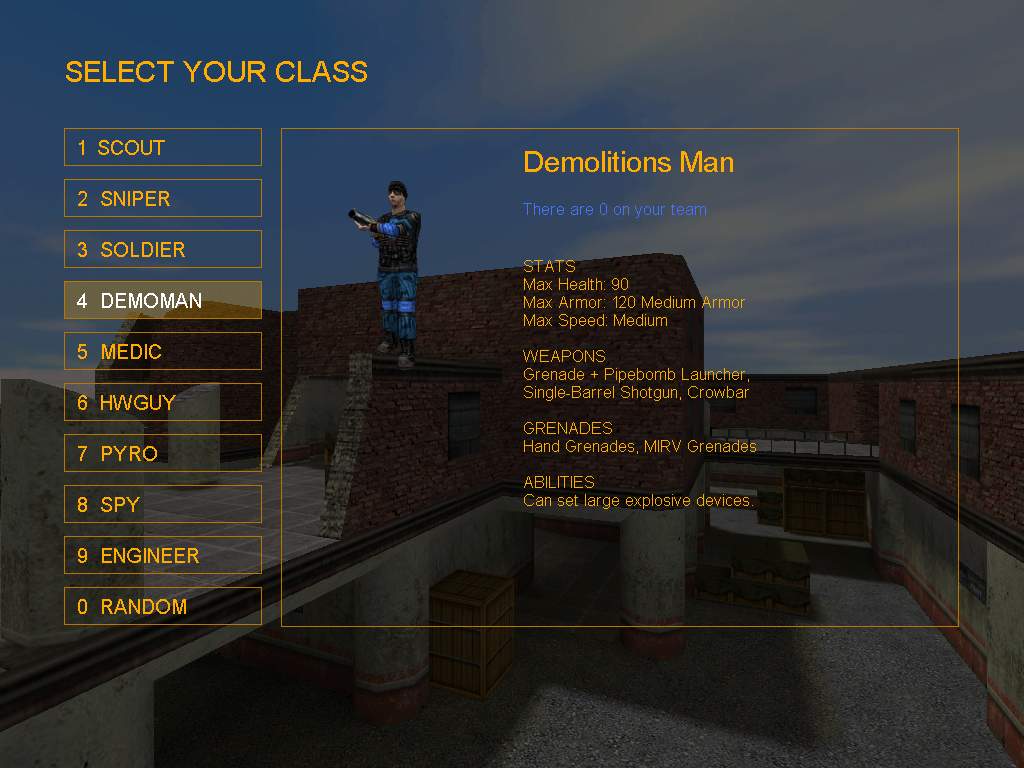 SELECT YOUR CLASS
1 SCOUT
2 SNIPER
3 SOLDIER
4 DEMOMAN
5 MEDIC
6 HWGUY
7 PYRO
8 SPY
9 ENGINEER
0 RANDOM
Demolitions Man
There are 0 on your team
STATS
Max Health: 90
Max Armor: 120 Medium Armor
Max Speed: Medium
WEAPONS
Grenade + Pipebomb Launcher,
Single-Barrel Shotgun, Crowbar
GRENADES
Hand Grenades, MIRV Grenades
ABILITIES
Can set large explosive devices.